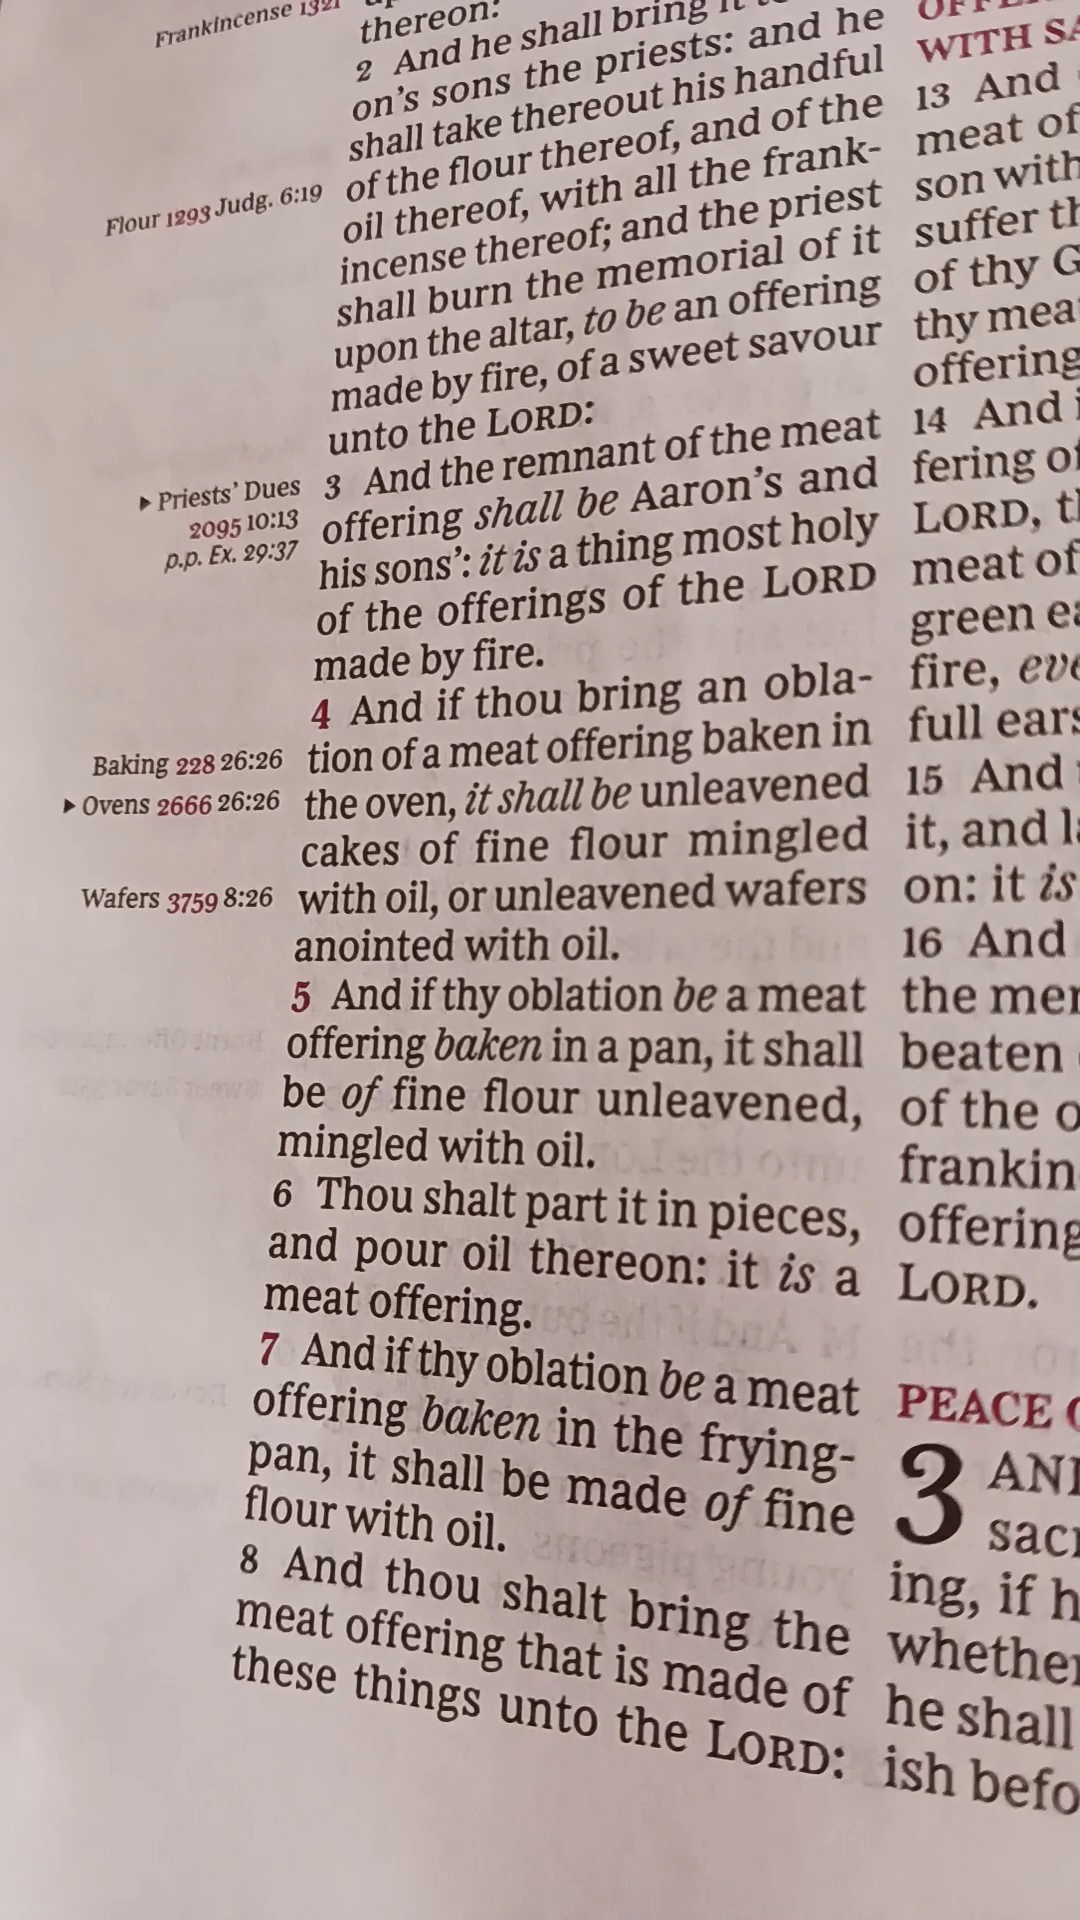 Frankincense 1321
thereon:
2 And he shall bring it
on's sons the priests: and he
shall take thereout his handful
Flour 1293 Judg. 6:19
of the flour thereof, and of the
oil thereof, with all the frank-
incense thereof; and the priest
shall burn the memorial of it
upon the altar, to be an offering
made by fire, of a sweet savour
unto the LORD:
▶ Priests' Dues
2095 10:13
p.p. Ex. 29:37
3 And the remnant of the meat
offering shall be Aaron's and
his sons': it is a thing most holy
of the offerings of the LORD
made by fire.
4 And if thou bring an obla-
Baking 228 26:26
tion of a meat offering baken in
▶ Ovens 2666 26:26
the oven, it shall be unleavened
cakes of fine flour mingled
Wafers 3759 8:26
with oil, or unleavened wafers
anointed with oil.
5 And if thy oblation be a meat
offering baken in a pan, it shall
be of fine flour unleavened,
mingled with oil.
6 Thou shalt part it in pieces,
and pour oil thereon: it is a
meat offering.
7 And if thy oblation be a meat
offering baken in the frying-
pan, it shall be made of fine
flour with oil.
8 And thou shalt bring the
meat offering that is made of
these things unto the LORD:
WITH SA
13 And
meat of
son with
suffer th
of thy G
thy mea
offering
14 And i
fering of
LORD, th
meat of
green ea
fire, eve
full ears
15 And
it, and la
on: it is
16 And
the mer
beaten
of the o
frankin
offering
LORD.
PEACE O
3 AND
sacr
ing, if h
whether
he shall
ish befo